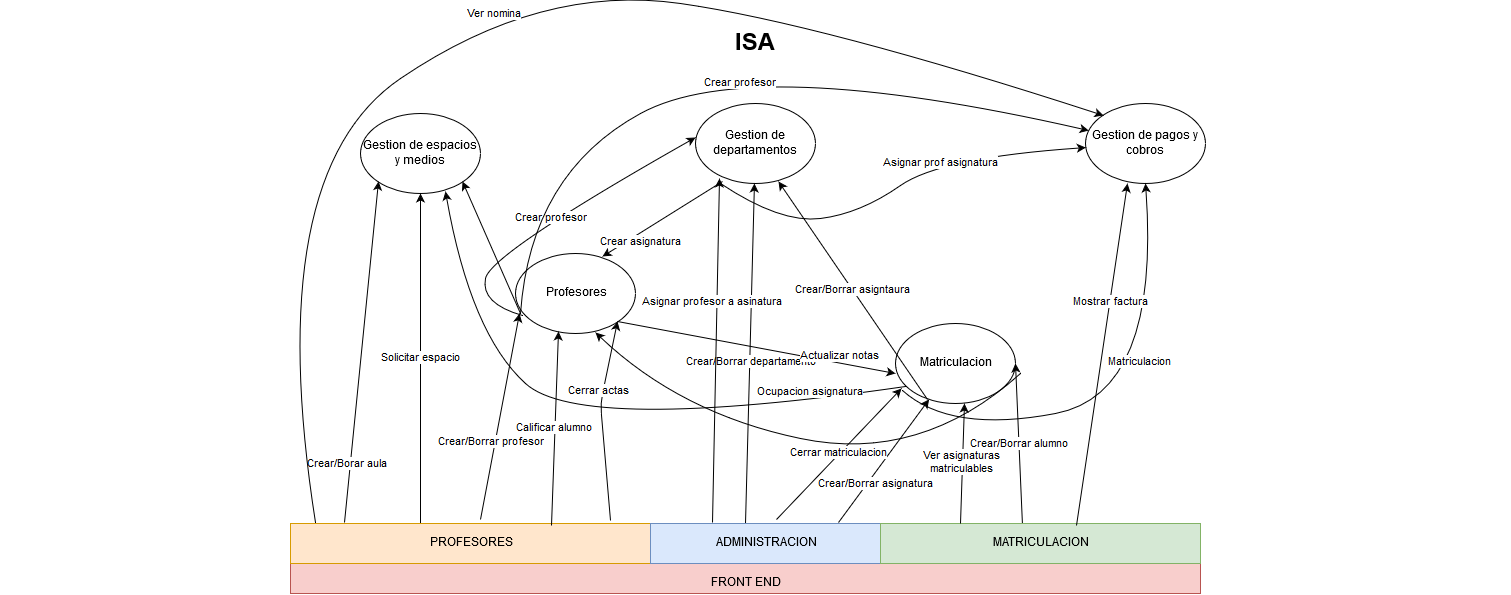 Ver nomina
ISA
Crear profesor
Gestion de espacios
y medios
Gestion de
departamentos
Gestion de pagos y
cobros
Asignar prof asignatura
Crear profesor
Crear asignatura
Profesores
Asignar profesor a asinatura
Crear/Borrar asigntaura
Mostrar factura
Solicitar espacio
Crear/Borrar departamento
Actualizar notas
Matriculacion
Matriculacion
Cerrar actas
Ocupacion asignatura
Calificar alumno
Crear/Borrar profesor
Crear/Borrar alumno
Cerrar matriculacion
Ver asignaturas
matriculables
Crear/Borar aula
Crear/Borrar asignatura
PROFESORES
ADMINISTRACION
MATRICULACION
FRONT END